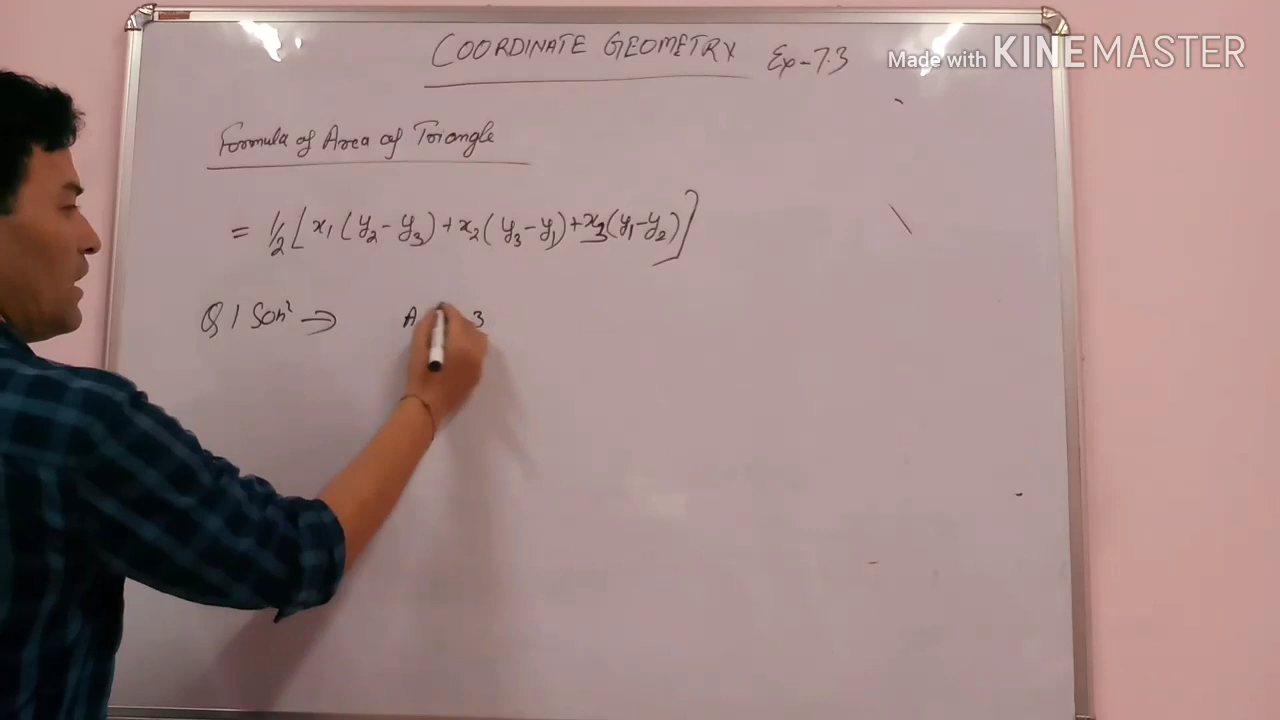 COORDINATE GEOMETRY Ex-7.3
Made with KINEMASTER
Formula of Area of Triangle
= 1/2 [x₁(y₂-y₃)+x₂(y₃-y₁)+x₃(y₁-y₂)]
Q1 Solⁿ → A 3